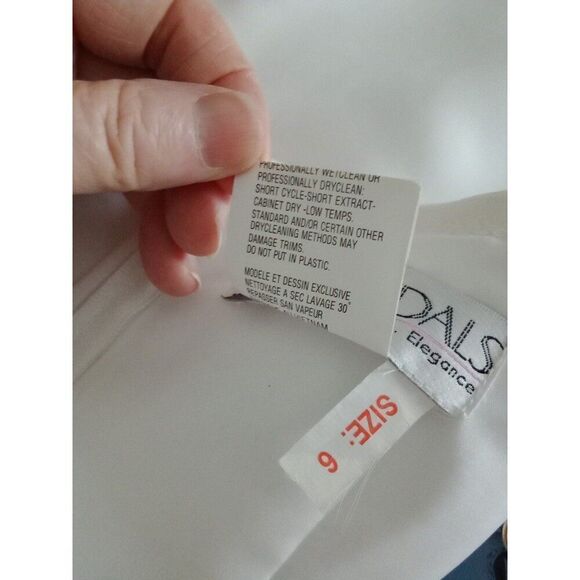 PROFESSIONALLY WETCLEAN OR
PROFESSIONALLY DRYCLEAN:
SHORT CYCLE-SHORT EXTRACT-
CABINET DRY -LOW TEMPS.
STANDARD AND/OR CERTAIN OTHER
DRYCLEANING METHODS MAY
DAMAGE TRIMS.
DO NOT PUT IN PLASTIC.
MODELE ET DESSIN EXCLUSIVE
NETTOYAGE A SEC LAVAGE 30°
REPASSER SAN VAPEUR
VIETNAM
DALS
Elegance
SIZE: 6